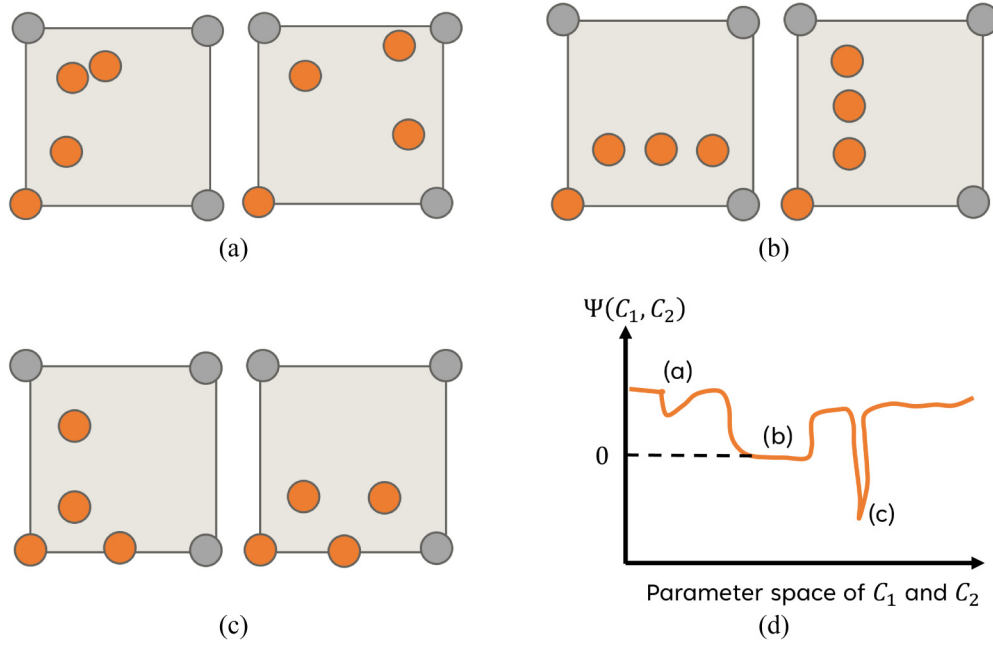 (a)
(b)
(c)
Ψ(C₁, C₂)
(a)
(b)
0
(c)
Parameter space of C₁ and C₂
(d)